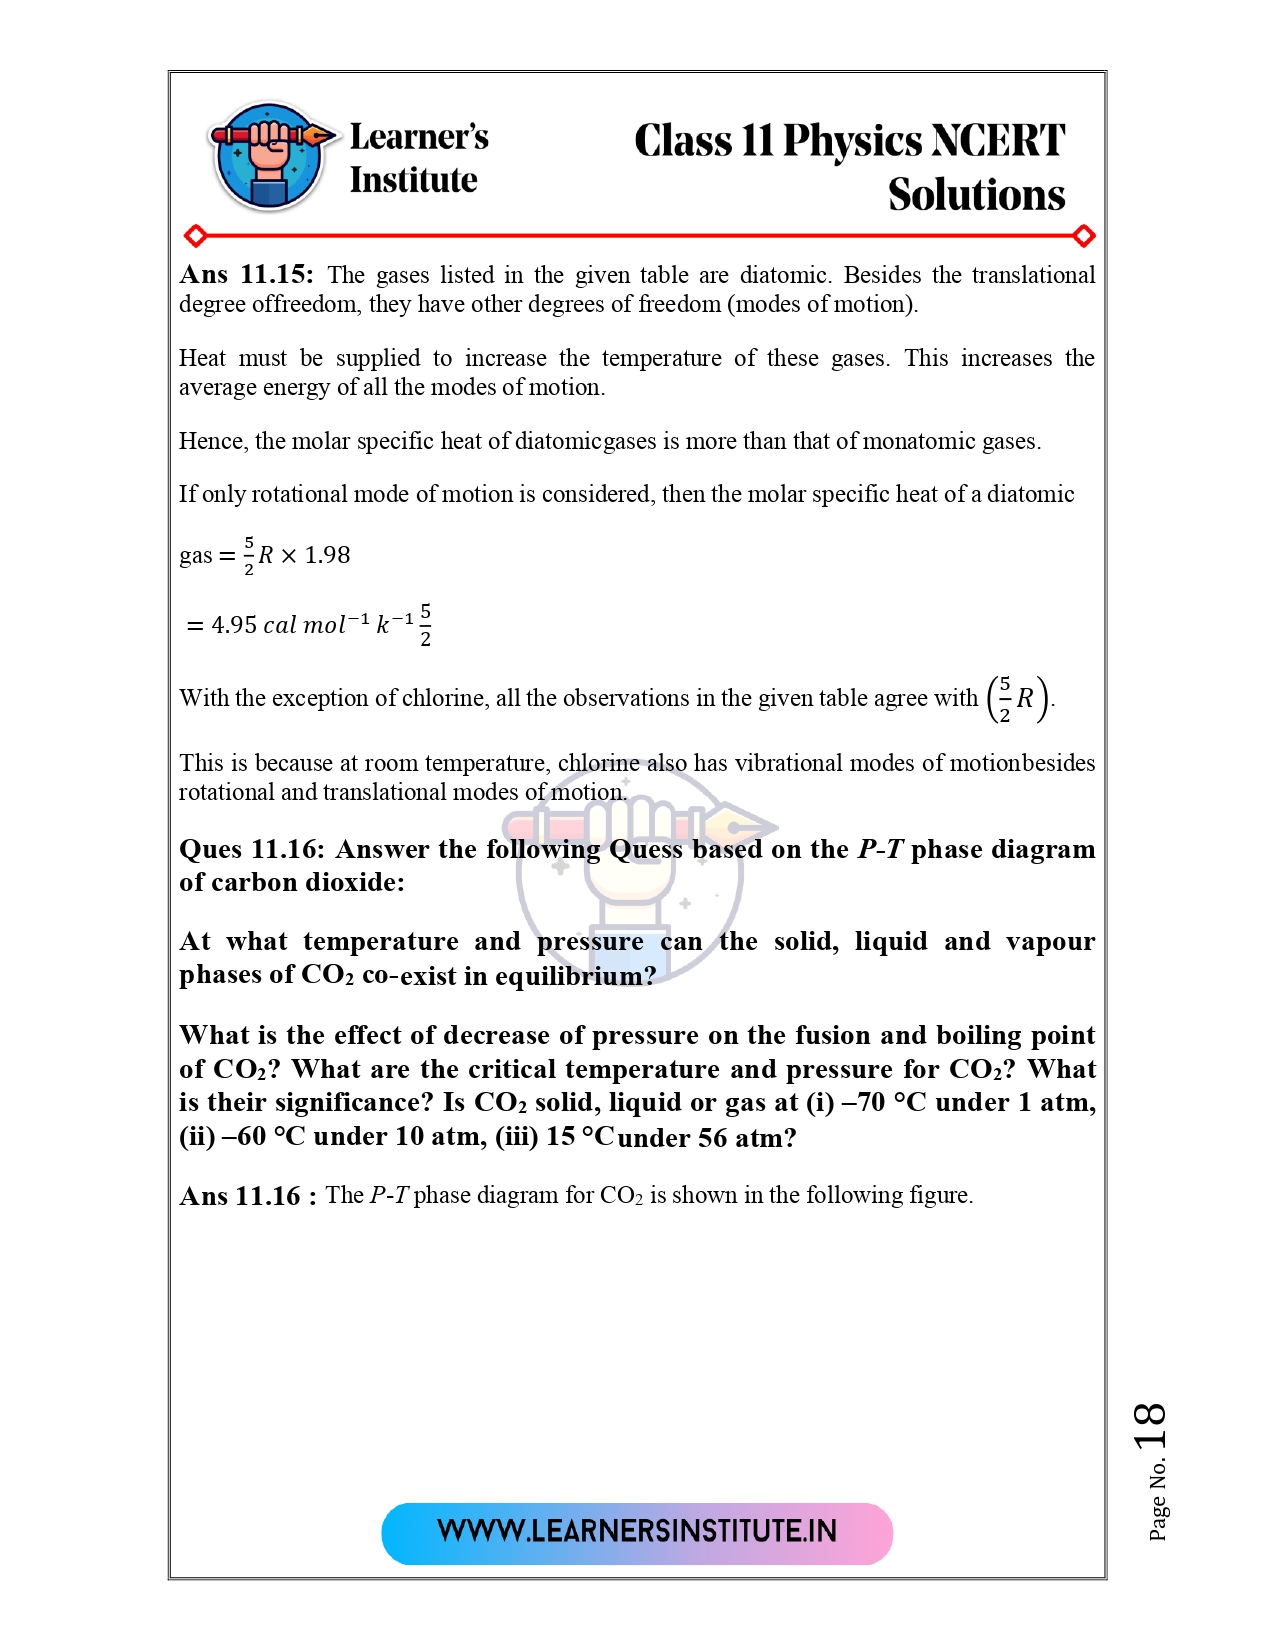 Learner's
Institute
Class 11 Physics NCERT
Solutions
Ans 11.15: The gases listed in the given table are diatomic. Besides the translational
degree offreedom, they have other degrees of freedom (modes of motion).
Heat must be supplied to increase the temperature of these gases. This increases the
average energy of all the modes of motion.
Hence, the molar specific heat of diatomicgases is more than that of monatomic gases.
If only rotational mode of motion is considered, then the molar specific heat of a diatomic
gas = 5/2 R × 1.98
= 4.95 cal mol⁻¹ k⁻¹ 5/2
With the exception of chlorine, all the observations in the given table agree with (5/2 R).
This is because at room temperature, chlorine also has vibrational modes of motionbesides
rotational and translational modes of motion.
Ques 11.16: Answer the following Quess based on the P-T phase diagram
of carbon dioxide:
At what temperature and pressure can the solid, liquid and vapour
phases of CO₂ co-exist in equilibrium?
What is the effect of decrease of pressure on the fusion and boiling point
of CO₂? What are the critical temperature and pressure for CO₂? What
is their significance? Is CO₂ solid, liquid or gas at (i) –70 °C under 1 atm,
(ii) –60 °C under 10 atm, (iii) 15 °Cunder 56 atm?
Ans 11.16 : The P-T phase diagram for CO₂ is shown in the following figure.
Page No. 18
WWW.LEARNERSINSTITUTE.IN